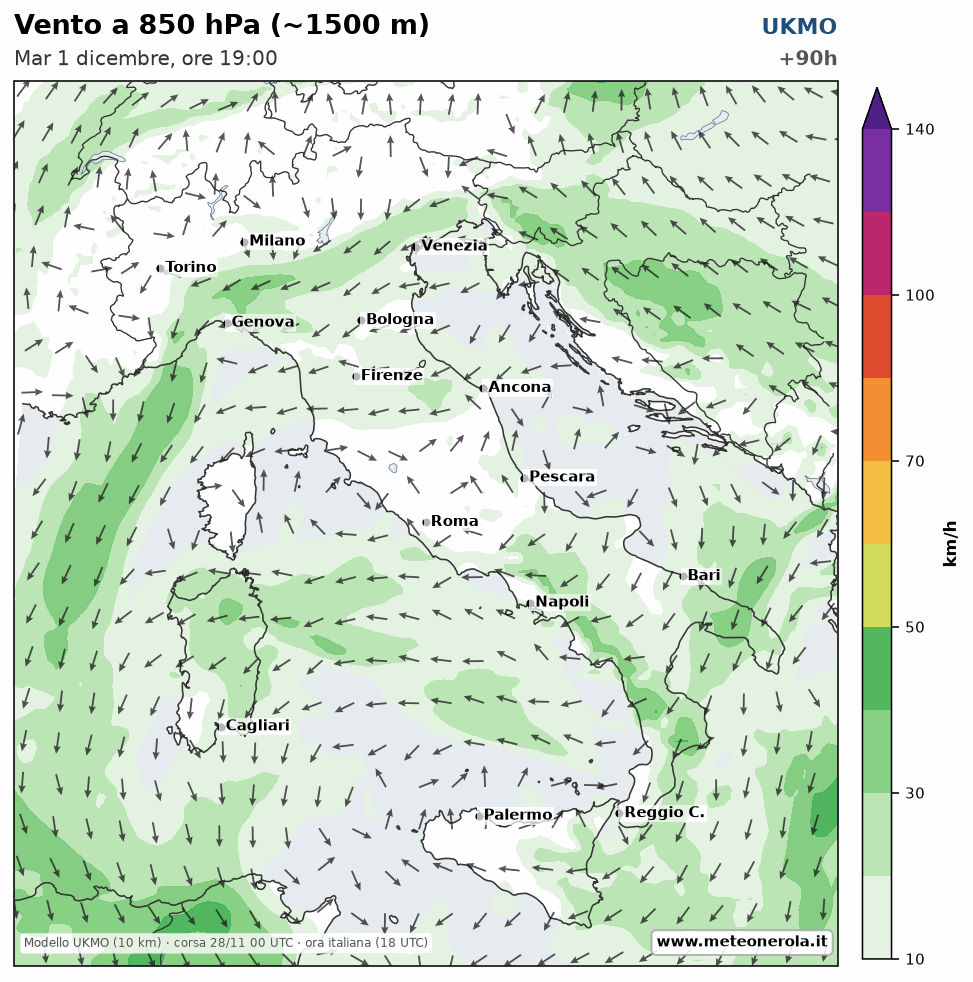 Vento a 850 hPa (~1500 m)
UKMO
Mar 1 dicembre, ore 19:00
+90h
Milano
Venezia
Torino
Genova
Bologna
Firenze
Ancona
Pescara
Roma
Bari
Napoli
Cagliari
Palermo
Reggio C.
140
100
70
50
30
10
km/h
Modello UKMO (10 km) · corsa 28/11 00 UTC · ora italiana (18 UTC)
www.meteonerola.it